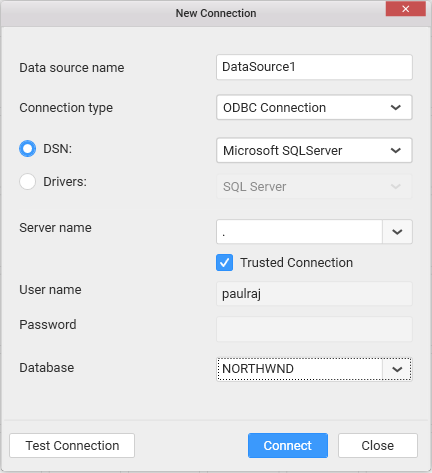 New Connection
Data source name DataSource1
Connection type ODBC Connection
DSN: Microsoft SQLServer
Drivers: SQL Server
Server name .
Trusted Connection
User name paulraj
Password
Database NORTHWND
Test Connection Connect Close